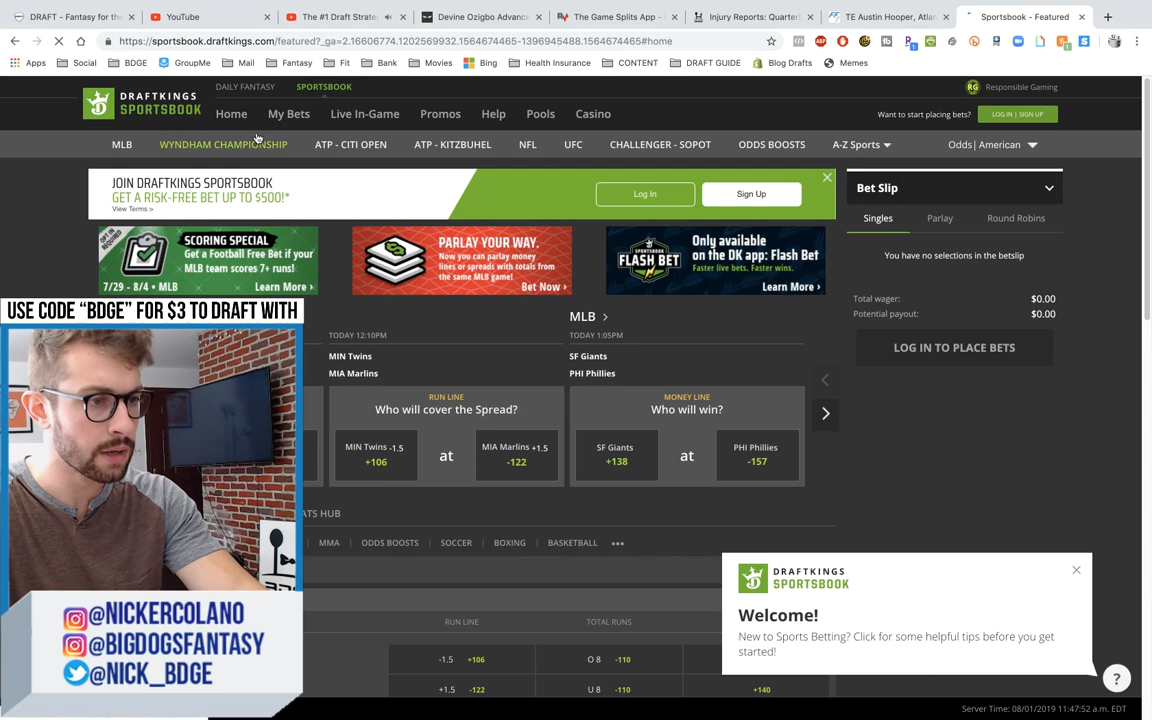 DRAFT - Fantasy for the
YouTube
The #1 Draft Strate
Devine Ozigbo Advance
The Game Splits App -
Injury Reports: Quarter
TE Austin Hooper, Atlan
Sportsbook - Featured
https://sportsbook.draftkings.com/featured?_ga=2.16606774.1202569932.1564674465-1396945488.1564674465#home
Apps
Social
BDGE
GroupMe
Mail
Fantasy
Fit
Bank
Movies
Bing
Health Insurance
CONTENT
DRAFT GUIDE
Blog Drafts
Memes
DRAFTKINGS
SPORTSBOOK
DAILY FANTASY
SPORTSBOOK
RG
Responsible Gaming
Home
My Bets
Live In-Game
Promos
Help
Pools
Casino
Want to start placing bets?
LOG IN | SIGN UP
MLB
WYNDHAM CHAMPIONSHIP
ATP - CITI OPEN
ATP - KITZBUHEL
NFL
UFC
CHALLENGER - SOPOT
ODDS BOOSTS
A-Z Sports
Odds| American
JOIN DRAFTKINGS SPORTSBOOK
GET A RISK-FREE BET UP TO $500!*
View Terms >
Log In
Sign Up
Bet Slip
Singles
Parlay
Round Robins
You have no selections in the betslip
Total wager:
$0.00
Potential payout:
$0.00
LOG IN TO PLACE BETS
OPT IN
REQUIRED
SCORING SPECIAL
Get a Football Free Bet if your
MLB team scores 7+ runs!
7/29 - 8/4 • MLB
Learn More ›
PARLAY YOUR WAY.
Now you can parlay money
lines or spreads with totals from
the same MLB game!
Bet Now ›
SPORTSBOOK
FLASH BET
Only available
on the DK app: Flash Bet
Faster live bets. Faster wins.
Learn More ›
USE CODE “BDGE” FOR $3 TO DRAFT WITH
MLB >
TODAY 12:10PM
TODAY 1:05PM
MIN Twins
MIA Marlins
SF Giants
PHI Phillies
RUN LINE
Who will cover the Spread?
MIN Twins -1.5
+106
at
MIA Marlins +1.5
-122
MONEY LINE
Who will win?
SF Giants
+138
at
PHI Phillies
-157
ATS HUB
MMA
ODDS BOOSTS
SOCCER
BOXING
BASKETBALL
RUN LINE
TOTAL RUNS
-1.5 +106
O 8 -110
+1.5 -122
U 8 -110
+140
DRAFTKINGS
SPORTSBOOK
Welcome!
New to Sports Betting? Click for some helpful tips before you get
started!
?
@NICKERCOLANO
@BIGDOGSFANTASY
@NICK_BDGE
Server Time: 08/01/2019 11:47:52 a.m. EDT